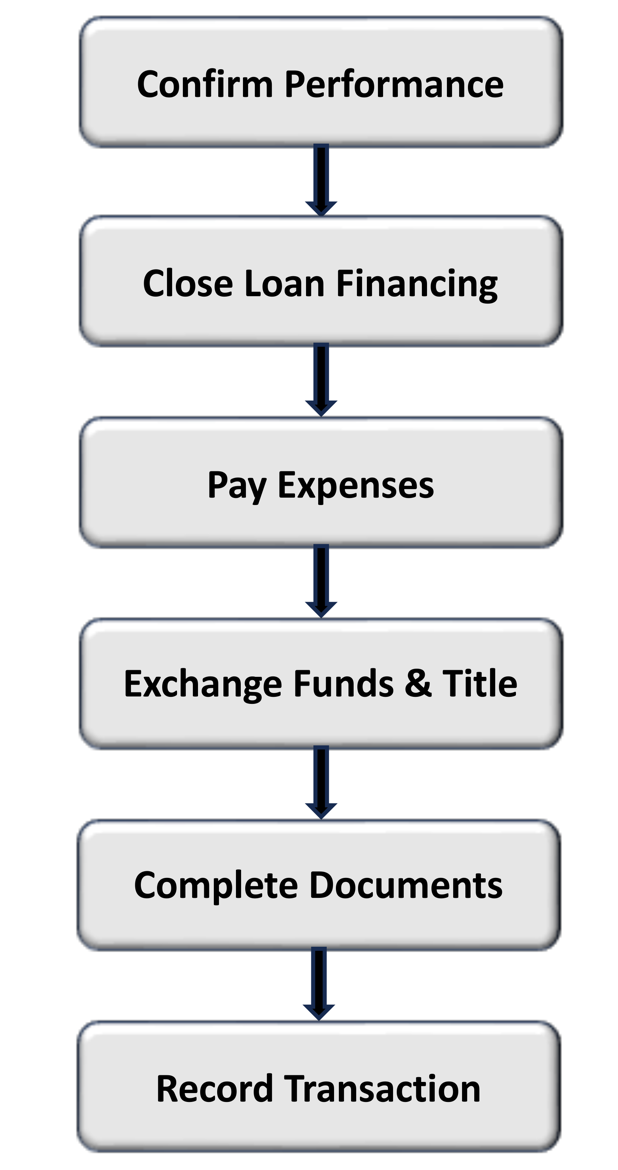 Confirm Performance
Close Loan Financing
Pay Expenses
Exchange Funds & Title
Complete Documents
Record Transaction